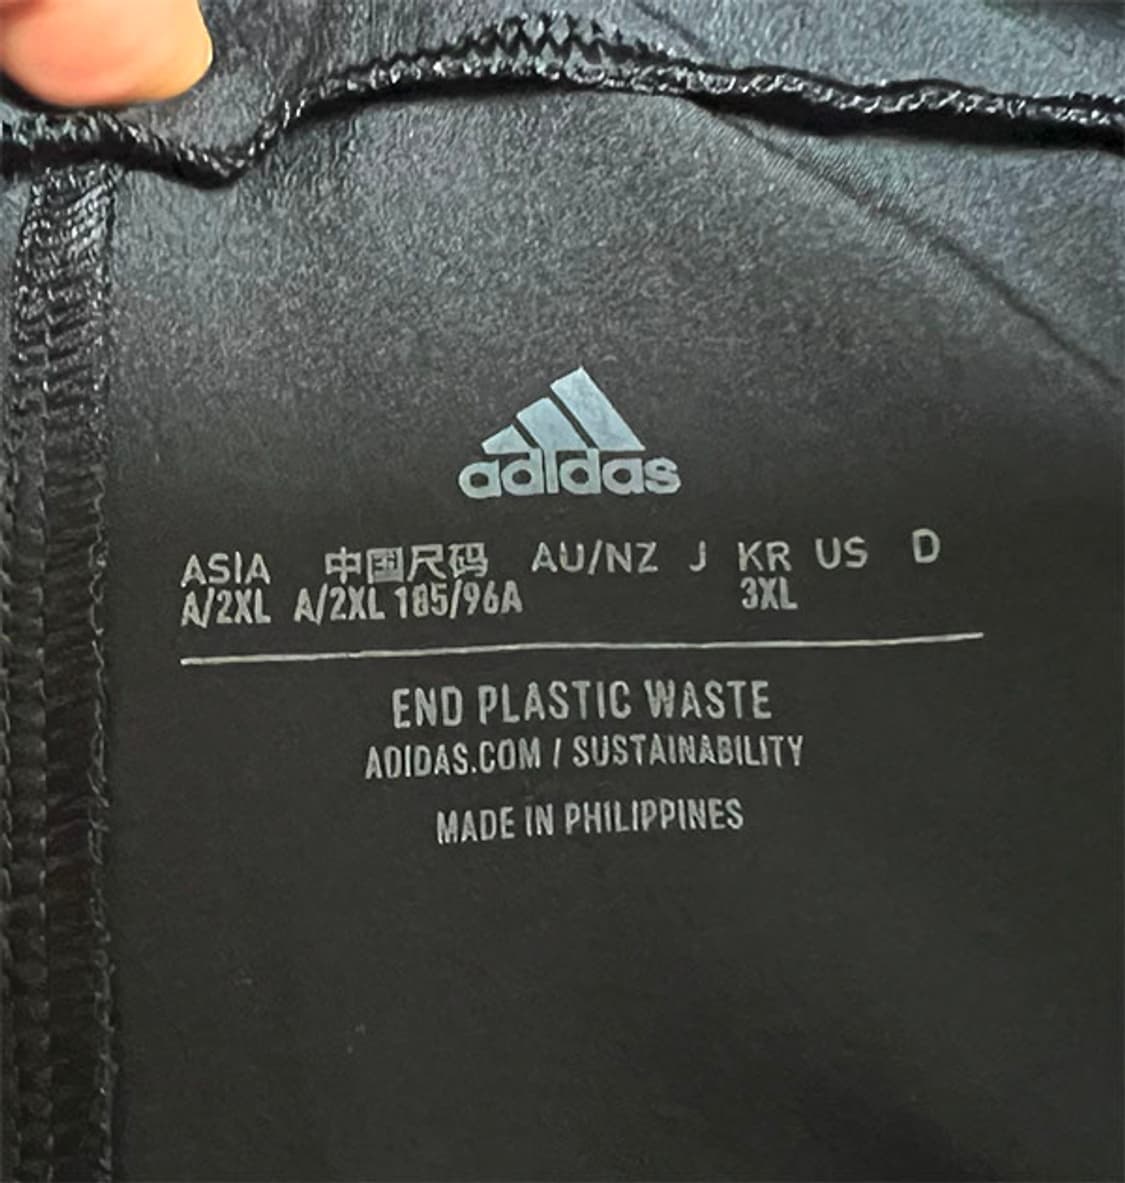 adidas
ASIA 中国尺码 AU/NZ J KR US D
A/2XL A/2XL 185/96A 3XL
END PLASTIC WASTE
ADIDAS.COM / SUSTAINABILITY
MADE IN PHILIPPINES